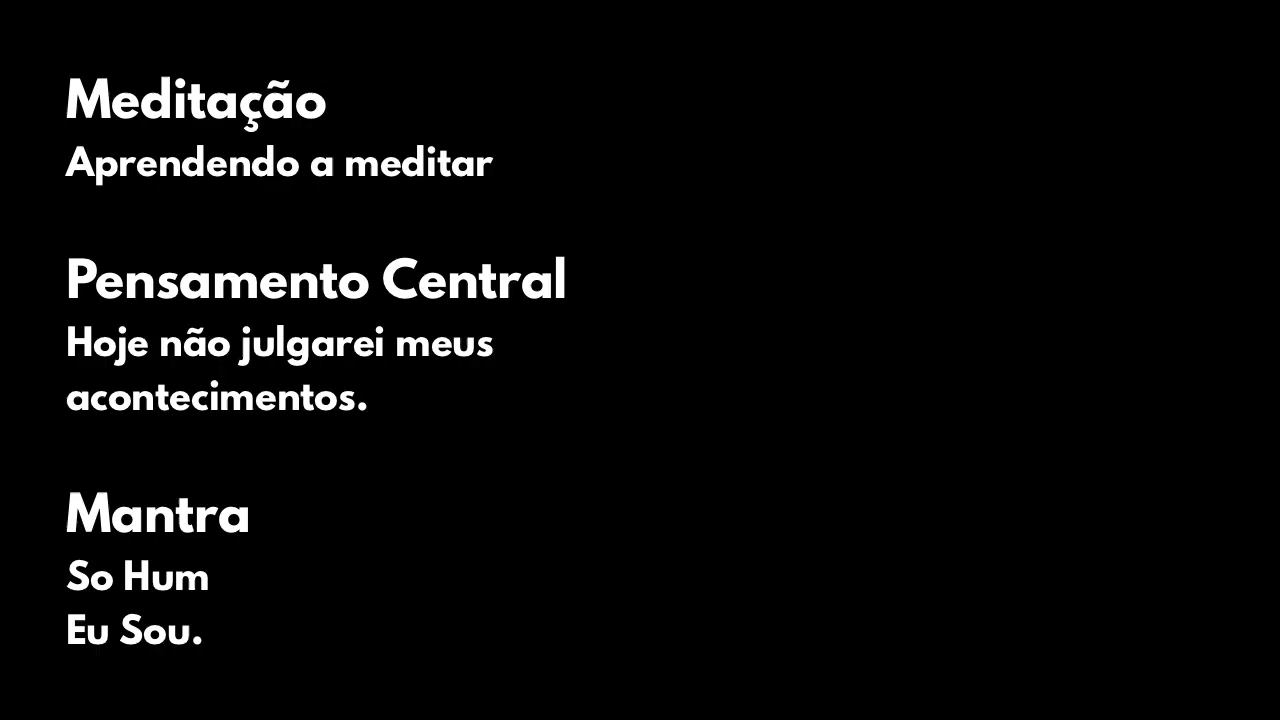 Meditação
Aprendendo a meditar
Pensamento Central
Hoje não julgarei meus
acontecimentos.
Mantra
So Hum
Eu Sou.